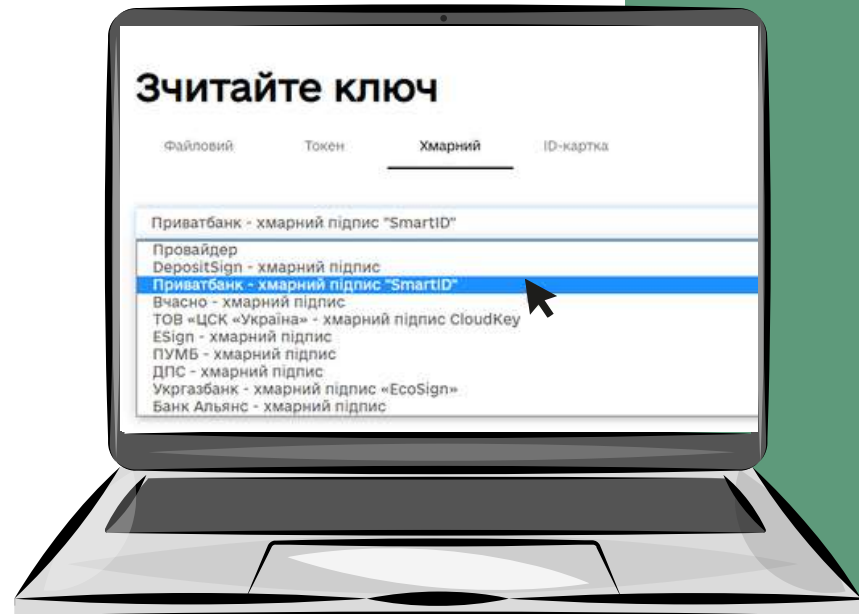 Зчитайте ключ
Файловий Токен Хмарний ID-картка
Приватбанк - хмарний підпис "SmartID"
Провайдер
DepositSign - хмарний підпис
Приватбанк - хмарний підпис "SmartID"
Вчасно - хмарний підпис
ТОВ «ЦСК «Україна» - хмарний підпис CloudKey
ESign - хмарний підпис
ПУМБ - хмарний підпис
ДПС - хмарний підпис
Укргазбанк - хмарний підпис «EcoSign»
Банк Альянс - хмарний підпис